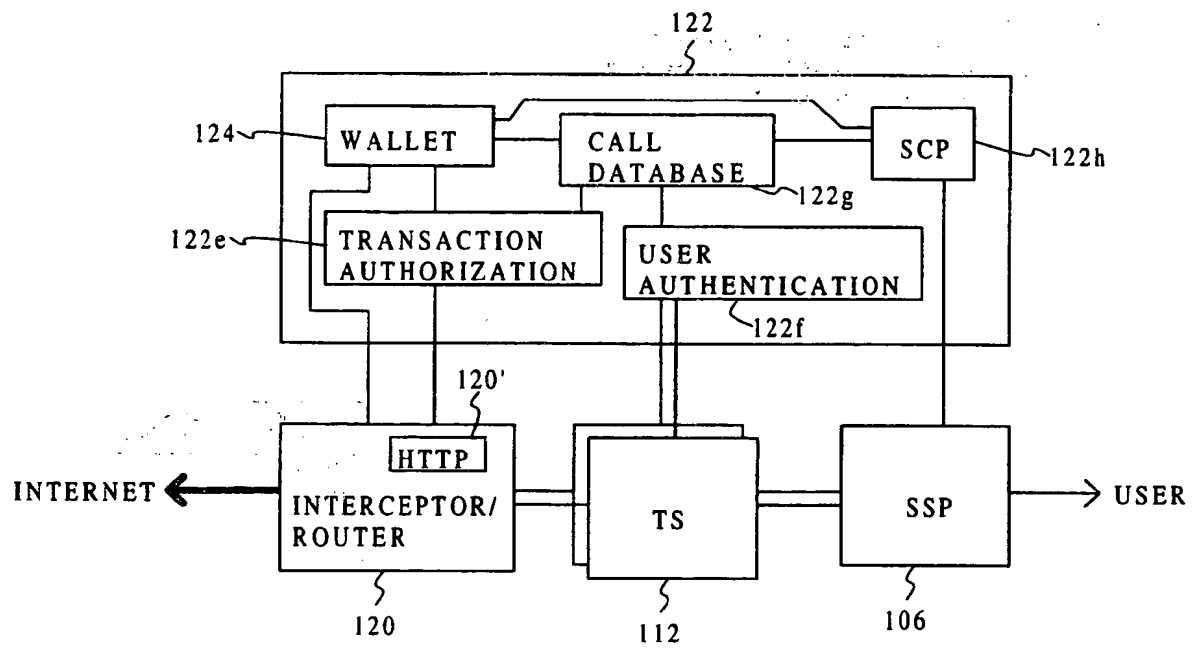 122
124
WALLET
CALL
DATABASE
SCP
122h
122g
122e
TRANSACTION
AUTHORIZATION
USER
AUTHENTICATION
122f
120'
HTTP
INTERNET
INTERCEPTOR/
ROUTER
TS
SSP
USER
120
112
106